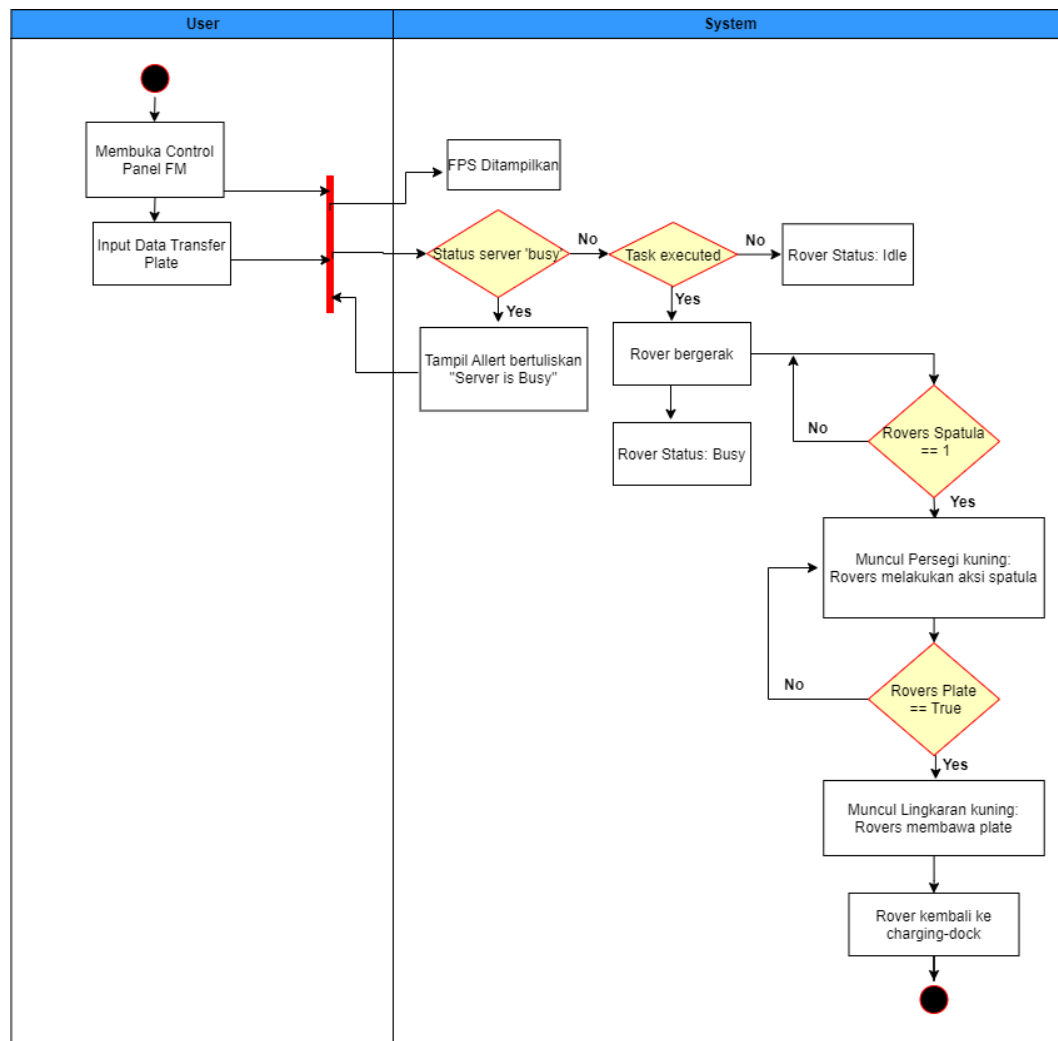 User
System
Membuka Control
Panel FM
FPS Ditampilkan
Input Data Transfer
Plate
Status server 'busy'
No
Task executed
No
Rover Status: Idle
Yes
Yes
Tampil Allert bertuliskan
"Server is Busy"
Rover bergerak
Rover Status: Busy
No
Rovers Spatula
== 1
Yes
Muncul Persegi kuning:
Rovers melakukan aksi spatula
No
Rovers Plate
== True
Yes
Muncul Lingkaran kuning:
Rovers membawa plate
Rover kembali ke
charging-dock